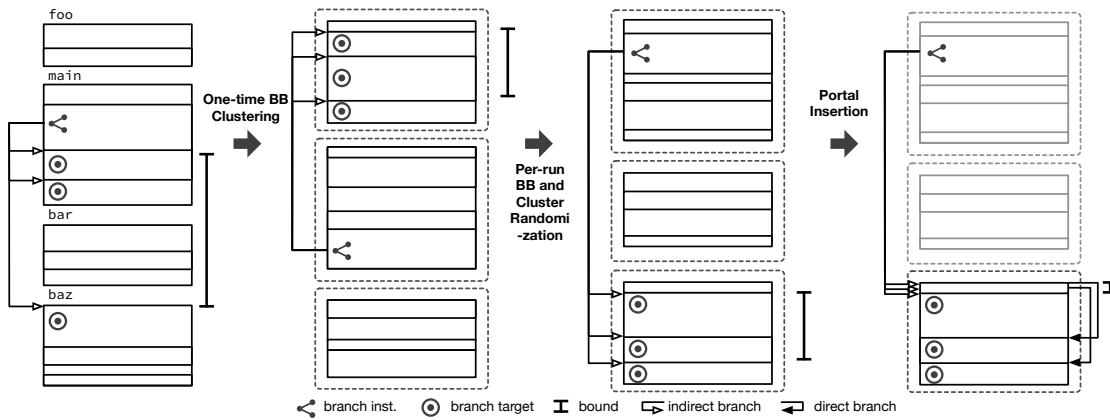 foo
main
One-time BB
Clustering
bar
baz
Per-run
BB and
Cluster
Randomi
-zation
Portal
Insertion
branch inst.
branch target
bound
indirect branch
direct branch